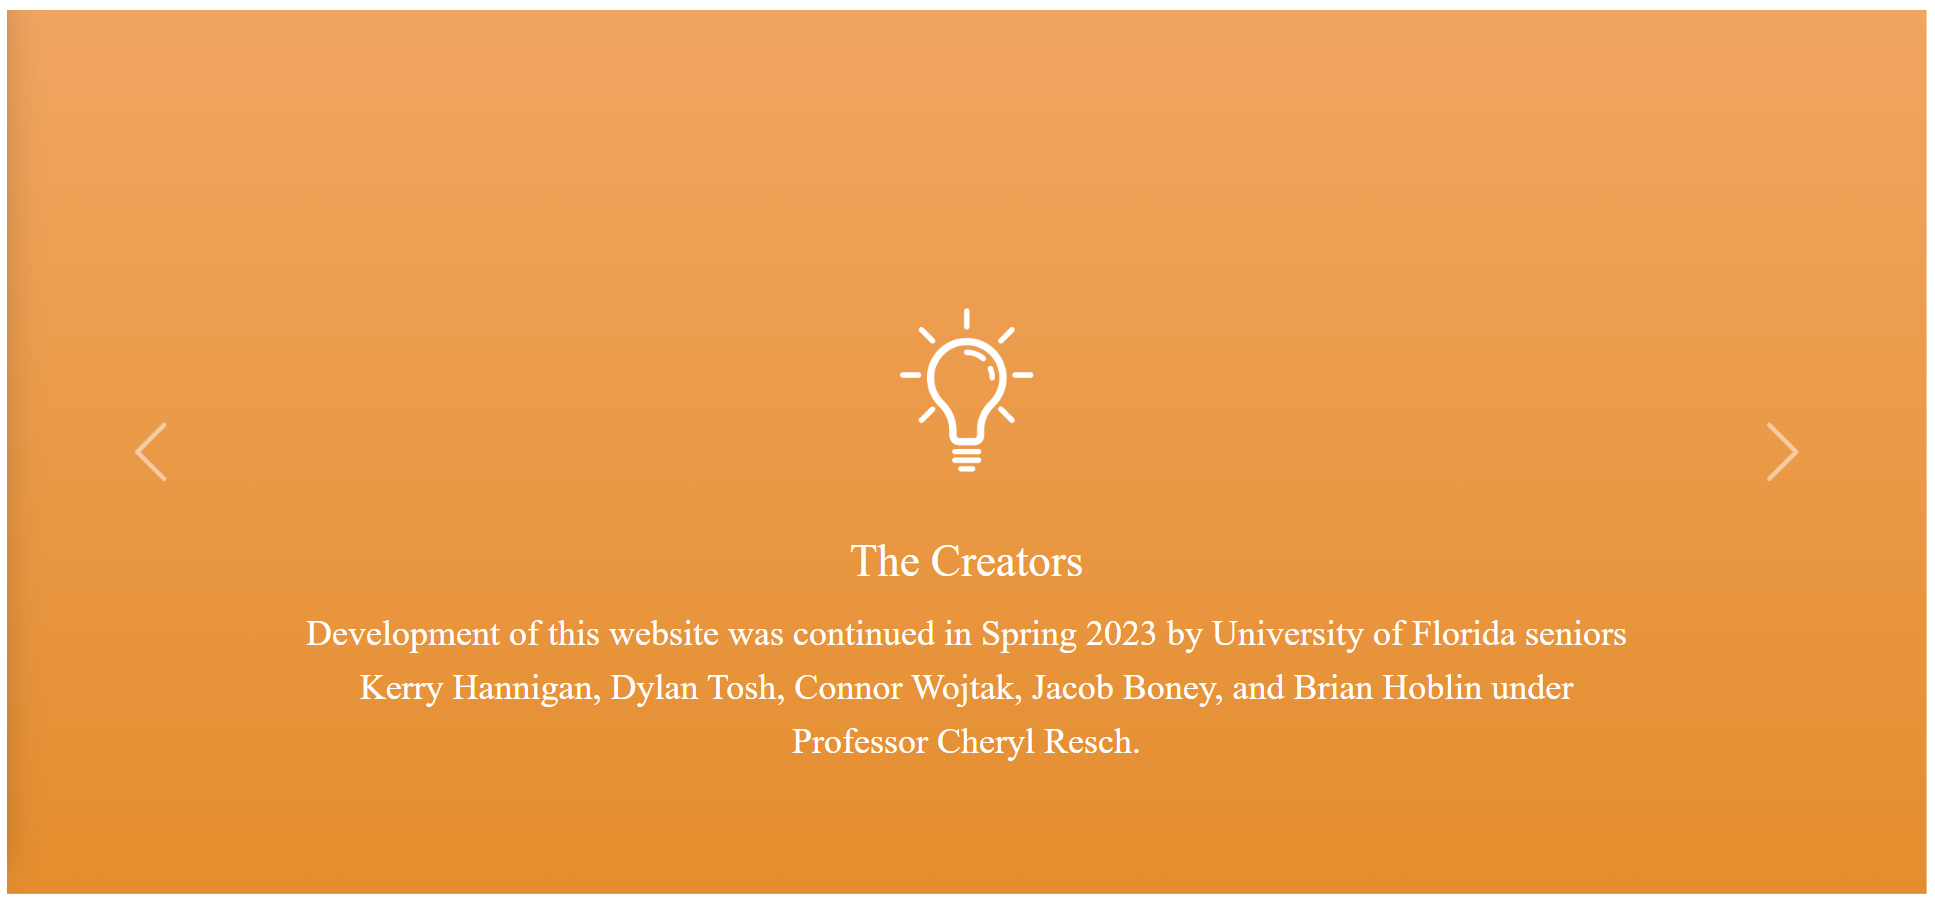 The Creators
Development of this website was continued in Spring 2023 by University of Florida seniors
Kerry Hannigan, Dylan Tosh, Connor Wojtak, Jacob Boney, and Brian Hoblin under
Professor Cheryl Resch.